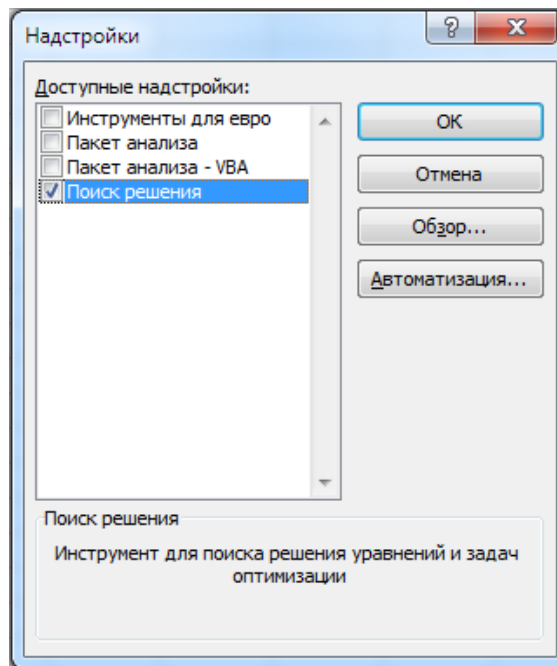 Надстройки
Доступные надстройки:
Инструменты для евро
Пакет анализа
Пакет анализа - VBA
Поиск решения
ОК
Отмена
Обзор...
Автоматизация...
Поиск решения
Инструмент для поиска решения уравнений и задач
оптимизации